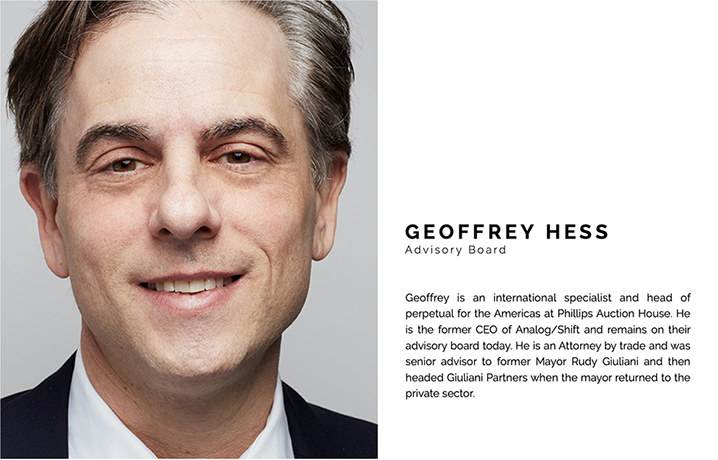 GEOFFREY HESS
Advisory Board
Geoffrey is an international specialist and head of
perpetual for the Americas at Phillips Auction House. He
is the former CEO of Analog/Shift and remains on their
advisory board today. He is an Attorney by trade and was
senior advisor to former Mayor Rudy Giuliani and then
headed Giuliani Partners when the mayor returned to the
private sector.